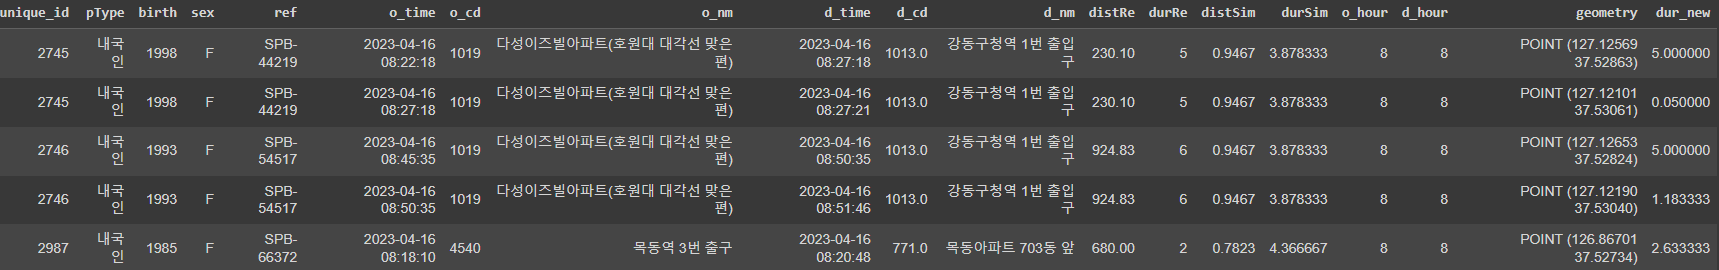 unique_id pType birth sex ref o_time o_cd o_nm d_time d_cd d_nm distRe durRe distSim durSim o_hour d_hour geometry dur_new
2745 내국인 1998 F SPB-44219 2023-04-16 08:22:18 1019 다성이즈빌아파트(호원대 대각선 맞은편) 2023-04-16 08:27:18 1013.0 강동구청역 1번 출입구 230.10 5 0.9467 3.878333 8 8 POINT (127.12569 37.52863) 5.000000
2745 내국인 1998 F SPB-44219 2023-04-16 08:27:18 1019 다성이즈빌아파트(호원대 대각선 맞은편) 2023-04-16 08:27:21 1013.0 강동구청역 1번 출입구 230.10 5 0.9467 3.878333 8 8 POINT (127.12101 37.53061) 0.050000
2746 내국인 1993 F SPB-54517 2023-04-16 08:45:35 1019 다성이즈빌아파트(호원대 대각선 맞은편) 2023-04-16 08:50:35 1013.0 강동구청역 1번 출입구 924.83 6 0.9467 3.878333 8 8 POINT (127.12653 37.52824) 5.000000
2746 내국인 1993 F SPB-54517 2023-04-16 08:50:35 1019 다성이즈빌아파트(호원대 대각선 맞은편) 2023-04-16 08:51:46 1013.0 강동구청역 1번 출입구 924.83 6 0.9467 3.878333 8 8 POINT (127.12190 37.53040) 1.183333
2987 내국인 1985 F SPB-66372 2023-04-16 08:18:10 4540 목동역 3번 출구 2023-04-16 08:20:48 771.0 목동아파트 703동 앞 680.00 2 0.7823 4.366667 8 8 POINT (126.86701 37.52734) 2.633333